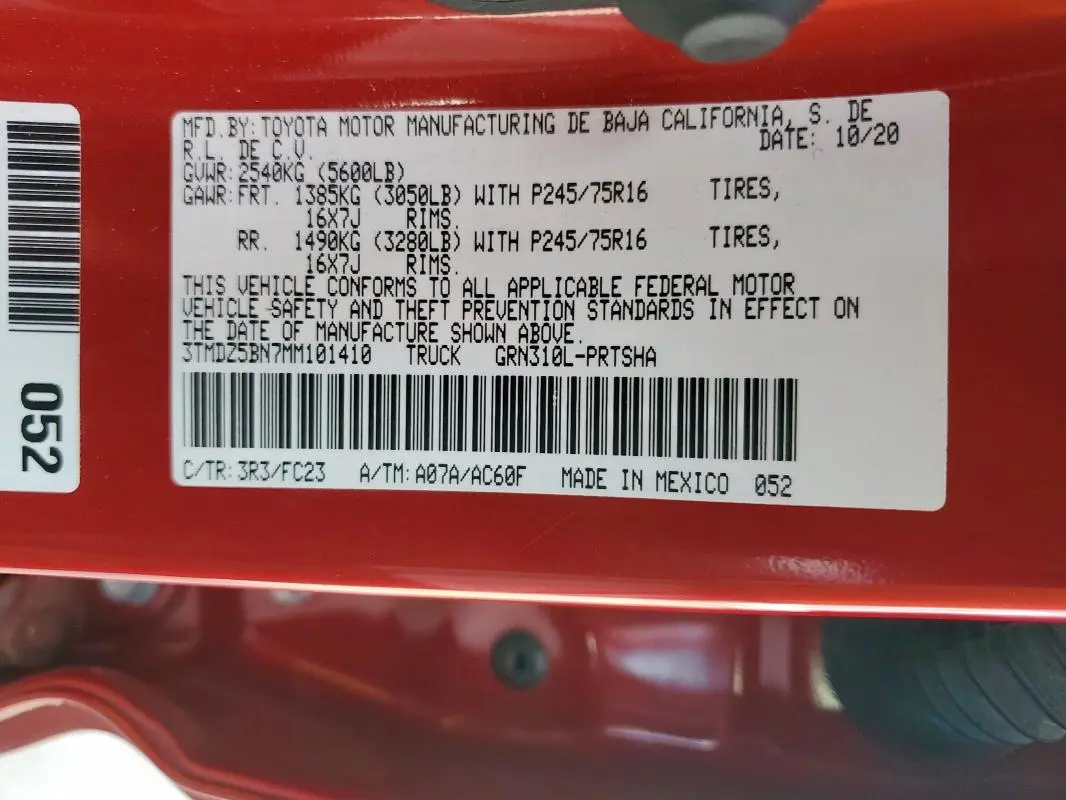 MFD.BY:TOYOTA MOTOR MANUFACTURING DE BAJA CALIFORNIA, S. DE
R.L. DE C.V. DATE: 10/20
GVWR:2540KG (5600LB)
GAWR:FRT. 1385KG (3050LB) WITH P245/75R16 TIRES,
16X7J RIMS.
RR. 1490KG (3280LB) WITH P245/75R16 TIRES,
16X7J RIMS.
THIS VEHICLE CONFORMS TO ALL APPLICABLE FEDERAL MOTOR
VEHICLE SAFETY AND THEFT PREVENTION STANDARDS IN EFFECT ON
THE DATE OF MANUFACTURE SHOWN ABOVE.
3TMDZ5BN7MM101410 TRUCK GRN310L-PRTSHA
C/TR:3R3/FC23 A/TM:A07A/AC60F MADE IN MEXICO 052
052